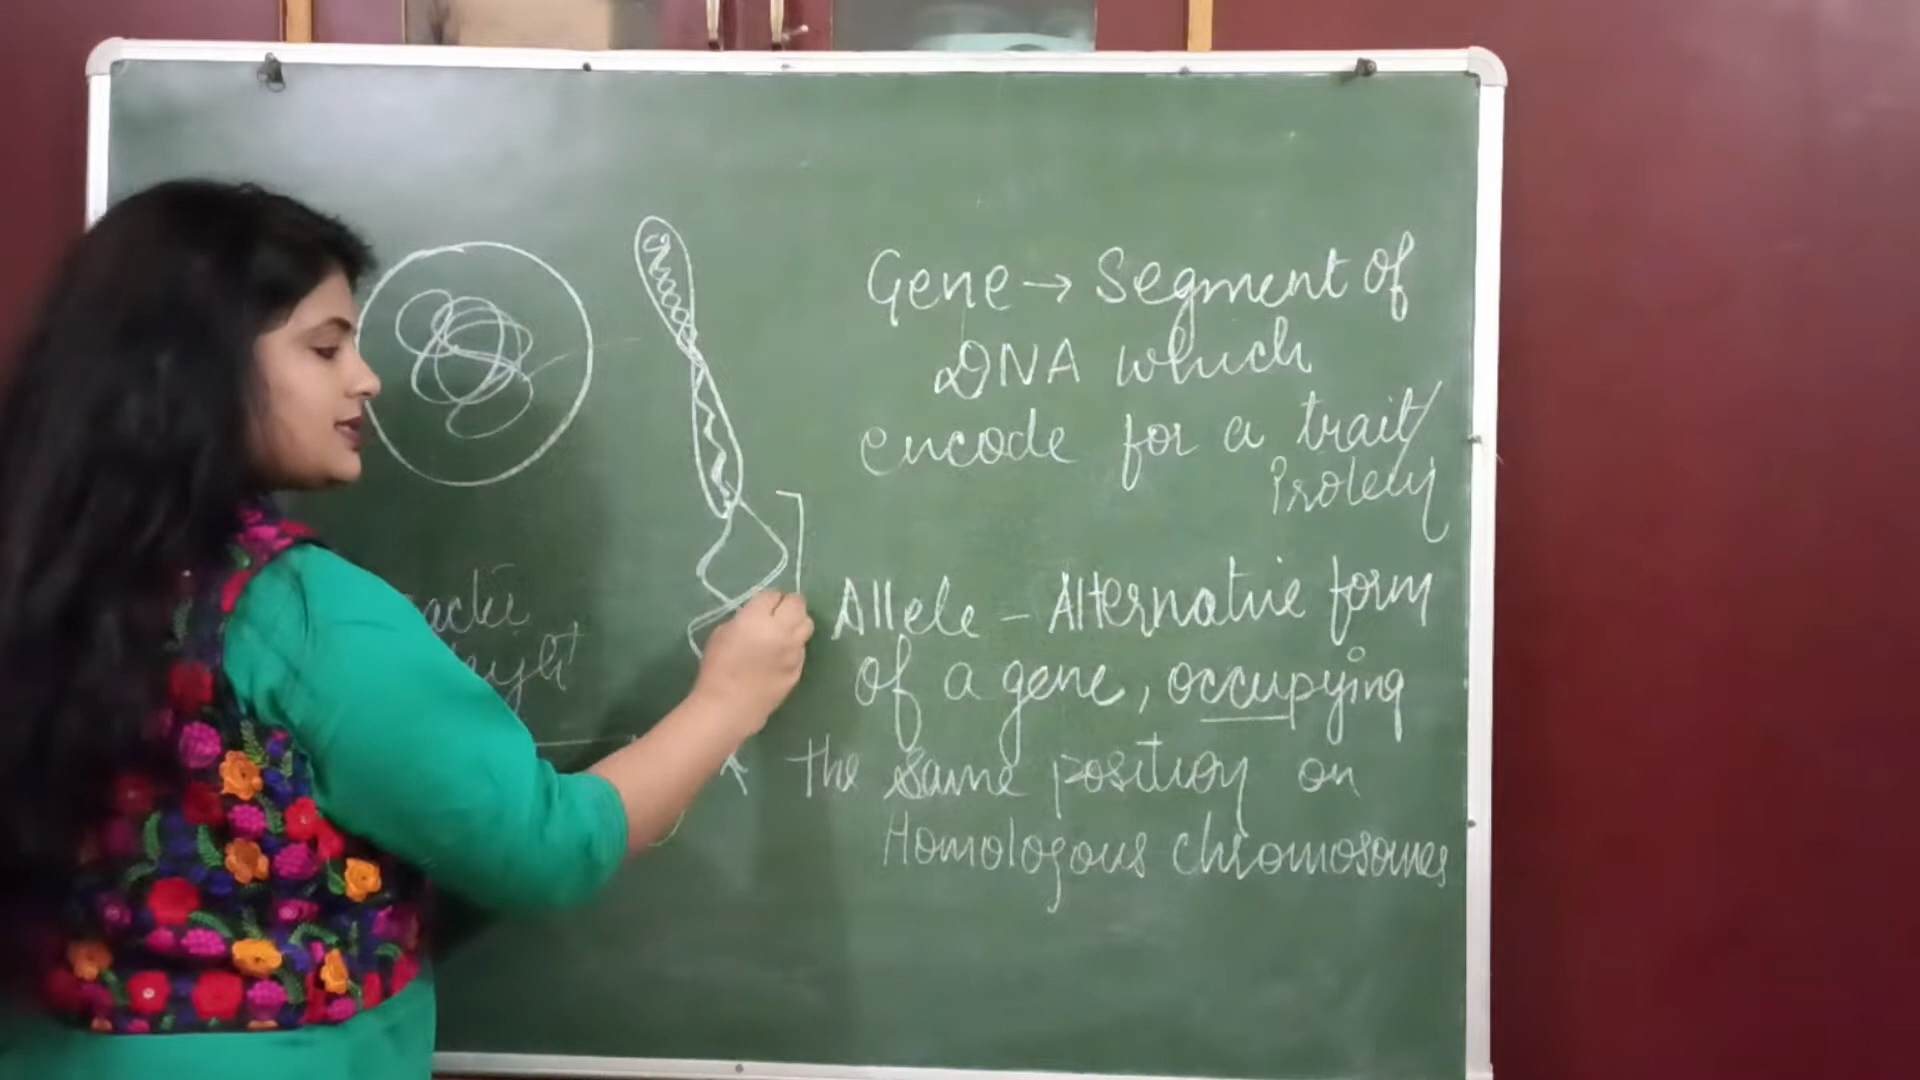 Gene → Segment of
DNA which
encode for a trait/
Protein
Allele - Alternative form
of a gene, occupying
the same position on
Homologous chromosomes